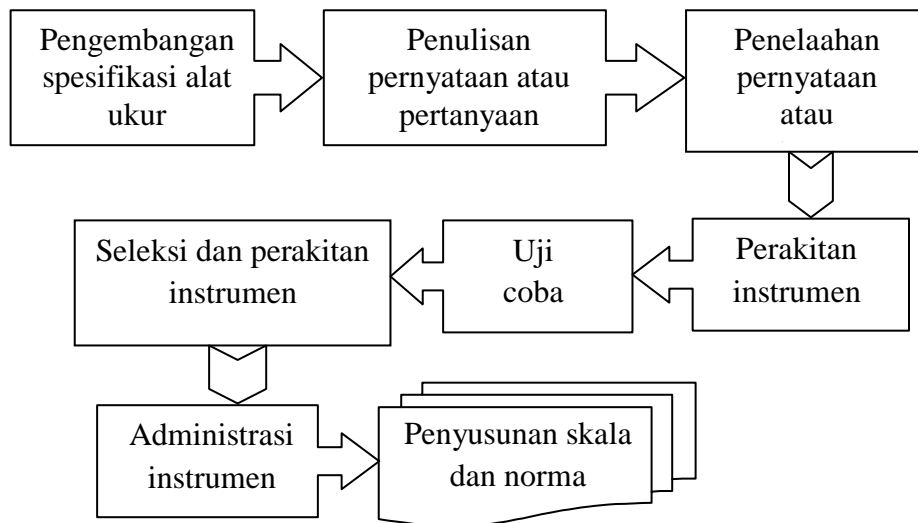 Pengembangan
spesifikasi alat
ukur
Penulisan
pernyataan atau
pertanyaan
Penelaahan
pernyataan
atau
Perakitan
instrumen
Uji
coba
Seleksi dan perakitan
instrumen
Administrasi
instrumen
Penyusunan skala
dan norma